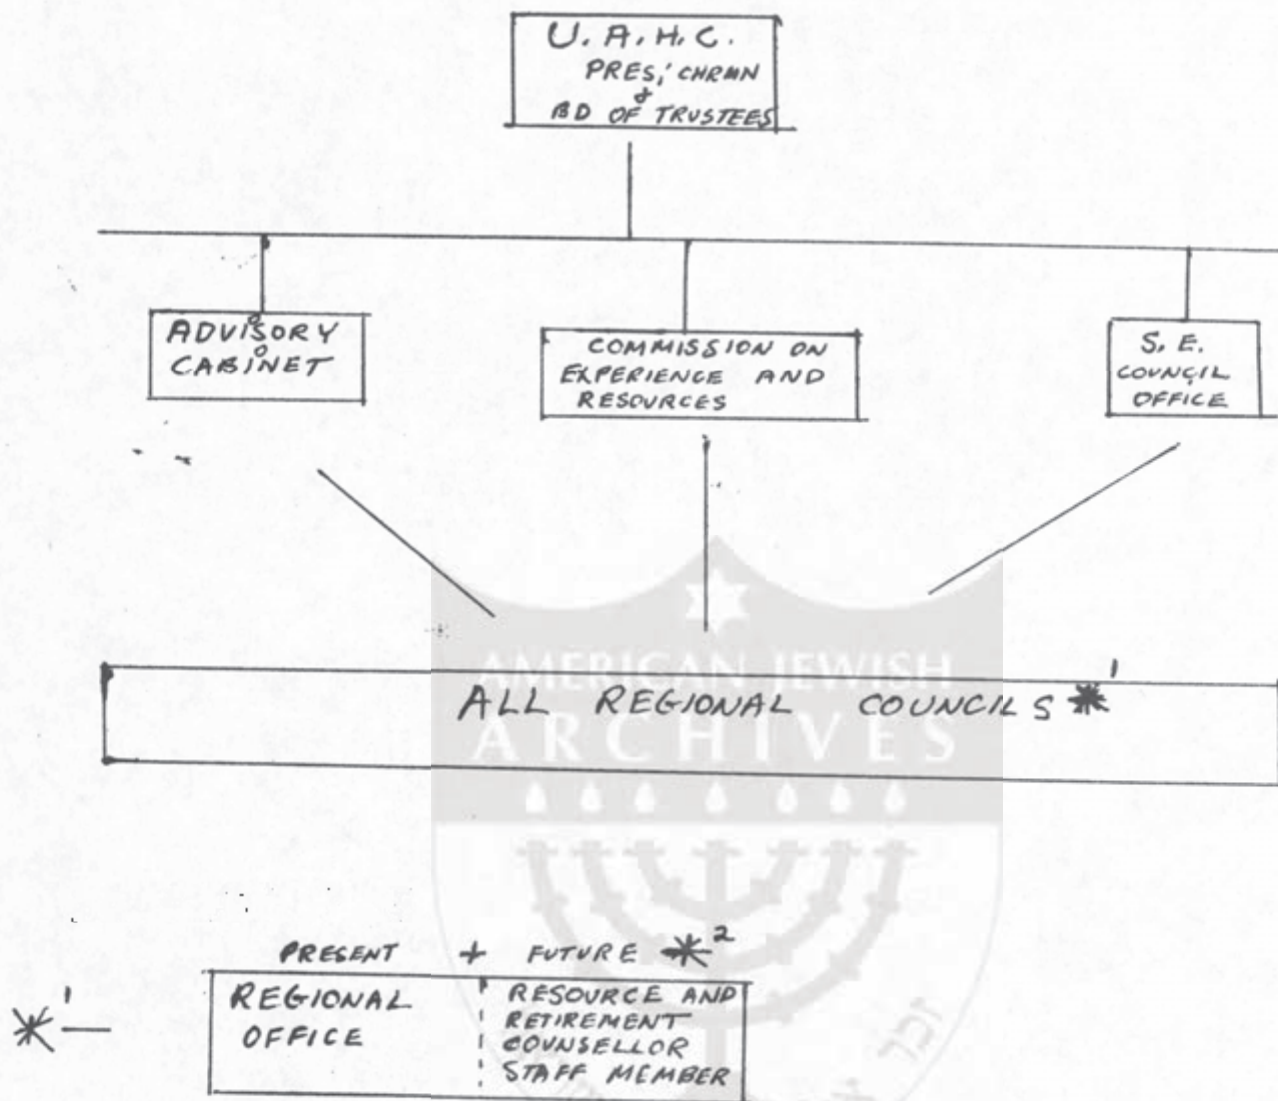 U.A.H.C.
PRES,' CHRMN
&
BD OF TRUSTEES
ADVISORY
CABINET
COMMISSION ON
EXPERIENCE AND
RESOURCES
S.E.
COUNCIL
OFFICE
AMERICAN JEWISH
ARCHIVES
ALL REGIONAL COUNCILS *1
PRESENT + FUTURE *2
*1 —
REGIONAL
OFFICE
RESOURCE AND
RETIREMENT
COUNSELLOR
STAFF MEMBER
זכר